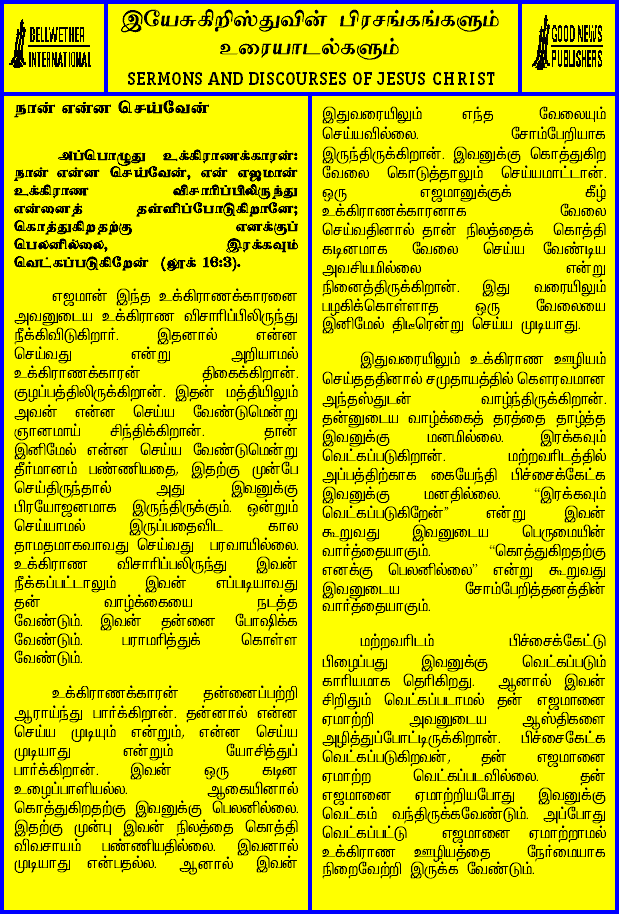 BELLWETHER
INTERNATIONAL
இயேசுகிறிஸ்துவின் பிரசங்கங்களும்
உரையாடல்களும்
SERMONS AND DISCOURSES OF JESUS CHRIST
GOOD NEWS
PUBLISHERS
நான் என்ன செய்வேன்
அப்பொழுது உக்கிராணக்காரன்:
நான் என்ன செய்வேன், என் எஜமான்
உக்கிராண விசாரிப்பிலிருந்து
என்னைத் தள்ளிப்போடுகிறானே;
கொத்துகிறதற்கு எனக்குப்
பெலனில்லை, இரக்கவும்
வெட்கப்படுகிறேன் (லூக் 16:3).
எஜமான் இந்த உக்கிராணக்காரனை
அவனுடைய உக்கிராண விசாரிப்பிலிருந்து
நீக்கிவிடுகிறார். இதனால் என்ன
செய்வது என்று அறியாமல்
உக்கிராணக்காரன் திகைக்கிறான்.
குழப்பத்திலிருக்கிறான். இதன் மத்தியிலும்
அவன் என்ன செய்ய வேண்டுமென்று
ஞானமாய் சிந்திக்கிறான். தான்
இனிமேல் என்ன செய்ய வேண்டுமென்று
தீர்மானம் பண்ணியதை, இதற்கு முன்பே
செய்திருந்தால் அது இவனுக்கு
பிரயோஜனமாக இருந்திருக்கும். ஒன்றும்
செய்யாமல் இருப்பதைவிட கால
தாமதமாகவாவது செய்வது பரவாயில்லை.
உக்கிராண விசாரிப்பலிருந்து இவன்
நீக்கப்பட்டாலும் இவன் எப்படியாவது
தன் வாழ்க்கையை நடத்த
வேண்டும். இவன் தன்னை போஷிக்க
வேண்டும். பராமரித்துக் கொள்ள
வேண்டும்.
உக்கிராணக்காரன் தன்னைப்பற்றி
ஆராய்ந்து பார்க்கிறான். தன்னால் என்ன
செய்ய முடியும் என்றும், என்ன செய்ய
முடியாது என்றும் யோசித்துப்
பார்க்கிறான். இவன் ஒரு கடின
உழைப்பாளியல்ல. ஆகையினால்
கொத்துகிறதற்கு இவனுக்கு பெலனில்லை.
இதற்கு முன்பு இவன் நிலத்தை கொத்தி
விவசாயம் பண்ணியதில்லை. இவனால்
முடியாது என்பதல்ல. ஆனால் இவன்
இதுவரையிலும் எந்த வேலையும்
செய்யவில்லை. சோம்பேறியாக
இருந்திருக்கிறான். இவனுக்கு கொத்துகிற
வேலை கொடுத்தாலும் செய்யமாட்டான்.
ஒரு எஜமானுக்குக் கீழ்
உக்கிராணக்காரனாக வேலை
செய்வதினால் தான் நிலத்தைக் கொத்தி
கடினமாக வேலை செய்ய வேண்டிய
அவசியமில்லை என்று
நினைத்திருக்கிறான். இது வரையிலும்
பழகிக்கொள்ளாத ஒரு வேலையை
இனிமேல் திடீரென்று செய்ய முடியாது.
இதுவரையிலும் உக்கிராண ஊழியம்
செய்ததினால் சமுதாயத்தில் கௌரவமான
அந்தஸ்துடன் வாழ்ந்திருக்கிறான்.
தன்னுடைய வாழ்க்கைத் தரத்தை தாழ்த்த
இவனுக்கு மனமில்லை. இரக்கவும்
வெட்கப்படுகிறான். மற்றவரிடத்தில்
அப்பத்திற்காக கையேந்தி பிச்சைக்கேட்க
இவனுக்கு மனதில்லை. “இரக்கவும்
வெட்கப்படுகிறேன்” என்று இவன்
கூறுவது இவனுடைய பெருமையின்
வார்த்தையாகும். “கொத்துகிறதற்கு
எனக்கு பெலனில்லை” என்று கூறுவது
இவனுடைய சோம்பேறித்தனத்தின்
வார்த்தையாகும்.
மற்றவரிடம் பிச்சைக்கேட்டு
பிழைப்பது இவனுக்கு வெட்கப்படும்
காரியமாக தெரிகிறது. ஆனால் இவன்
சிறிதும் வெட்கப்படாமல் தன் எஜமானை
ஏமாற்றி அவனுடைய ஆஸ்திகளை
அழித்துப்போட்டிருக்கிறான். பிச்சைகேட்க
வெட்கப்படுகிறவன், தன் எஜமானை
ஏமாற்ற வெட்கப்படவில்லை. தன்
எஜமானை ஏமாற்றியபோது இவனுக்கு
வெட்கம் வந்திருக்கவேண்டும். அப்போது
வெட்கப்பட்டு எஜமானை ஏமாற்றாமல்
உக்கிராண ஊழியத்தை நேர்மையாக
நிறைவேற்றி இருக்க வேண்டும்.